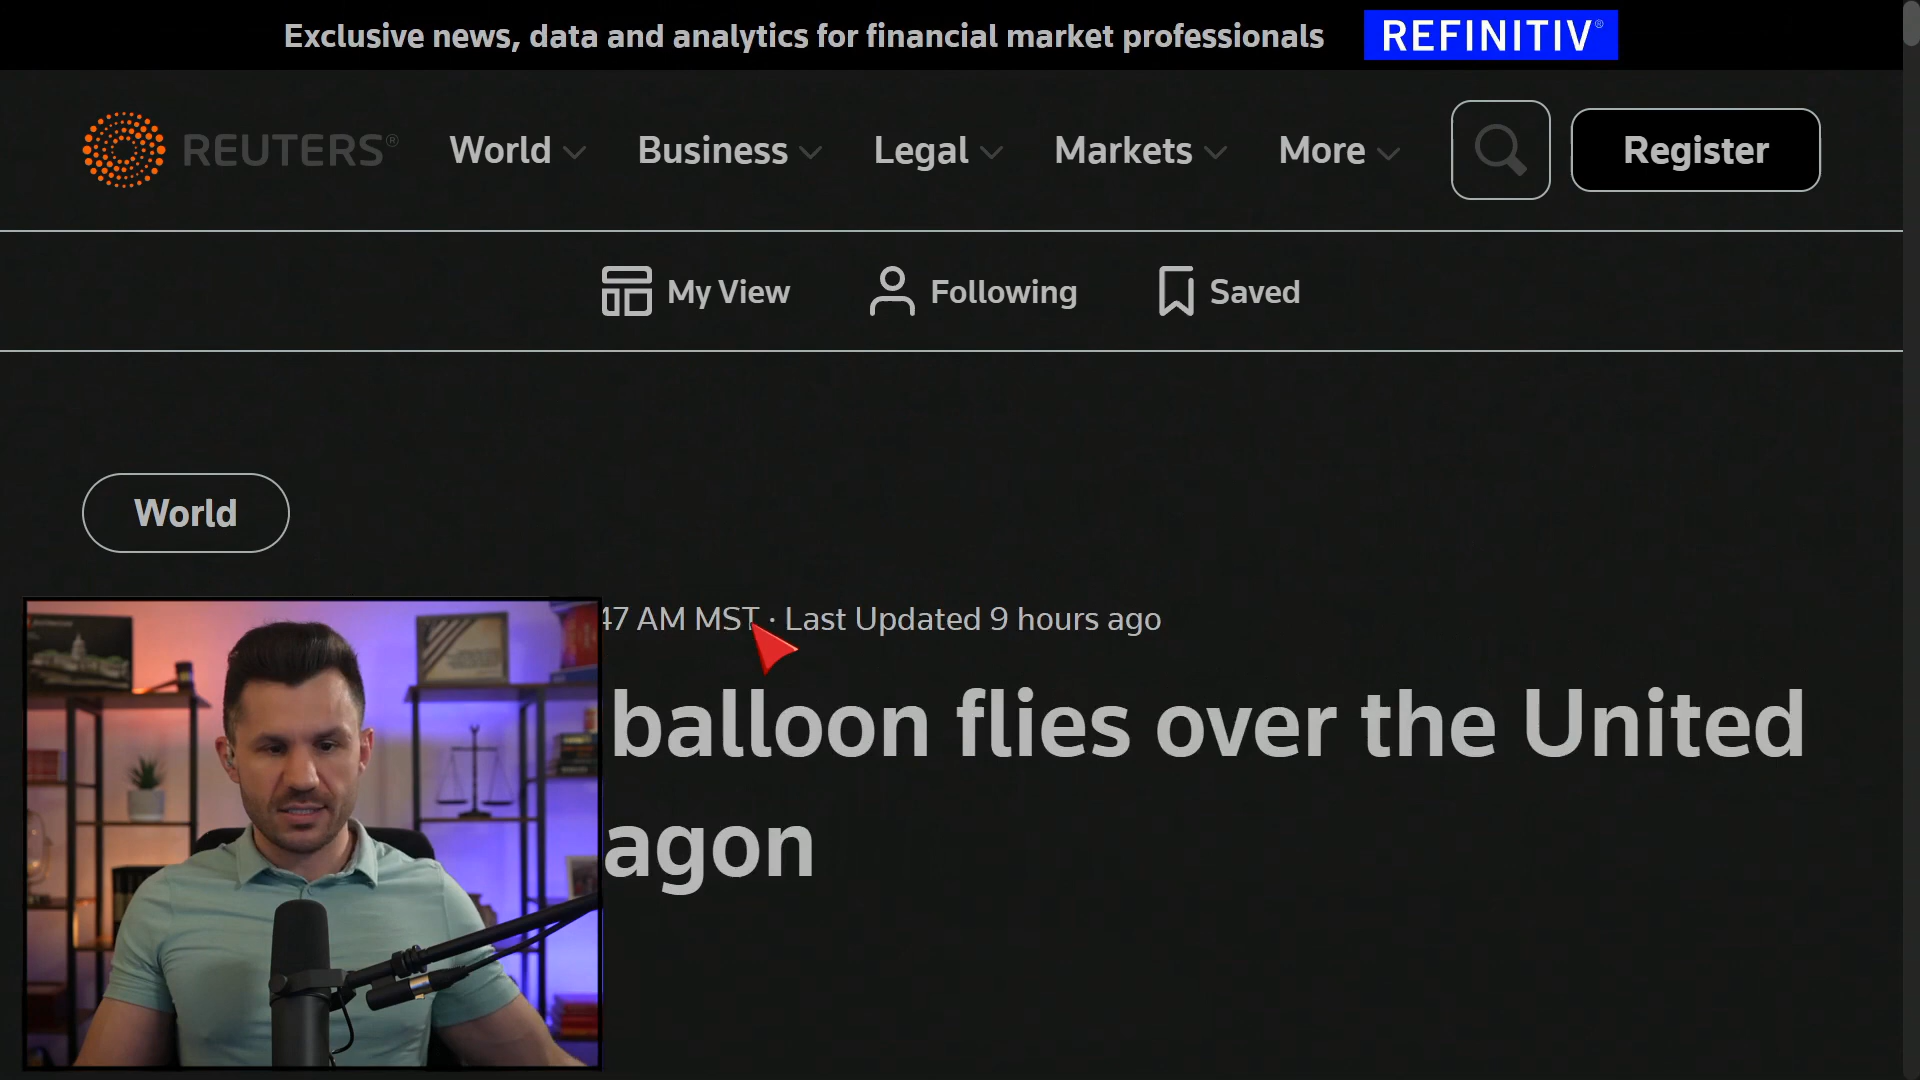 Exclusive news, data and analytics for financial market professionals REFINITIV®
REUTERS® World Business Legal Markets More Register
My View Following Saved
World
47 AM MST · Last Updated 9 hours ago
balloon flies over the United
agon